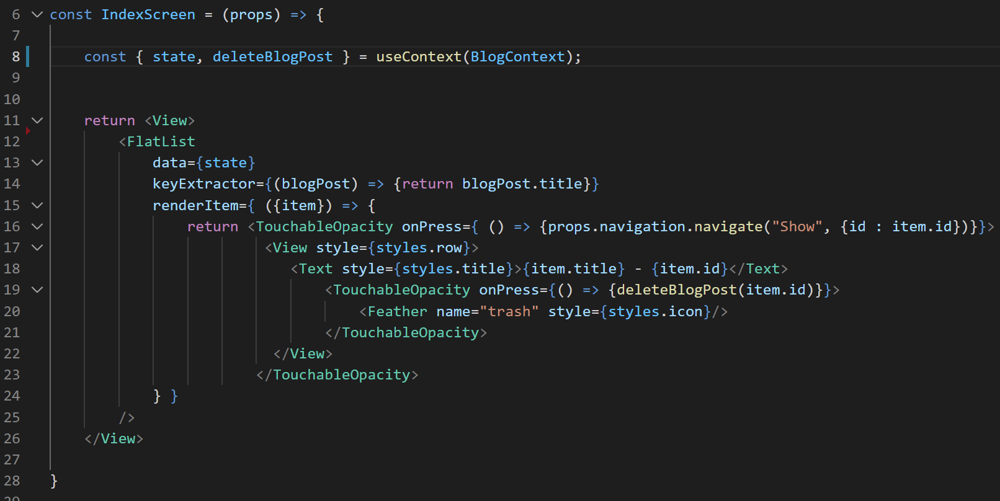 6 const IndexScreen = (props) => {
7
8 const { state, deleteBlogPost } = useContext(BlogContext);
9
10
11 return <View>
12 <FlatList
13 data={state}
14 keyExtractor={(blogPost) => {return blogPost.title}}
15 renderItem={ ({item}) => {
16 return <TouchableOpacity onPress={ () => {props.navigation.navigate("Show", {id : item.id})}}>
17 <View style={styles.row}>
18 <Text style={styles.title}>{item.title} - {item.id}</Text>
19 <TouchableOpacity onPress={() => {deleteBlogPost(item.id)}}>
20 <Feather name="trash" style={styles.icon}/>
21 </TouchableOpacity>
22 </View>
23 </TouchableOpacity>
24 } }
25 />
26 </View>
27
28 }
29